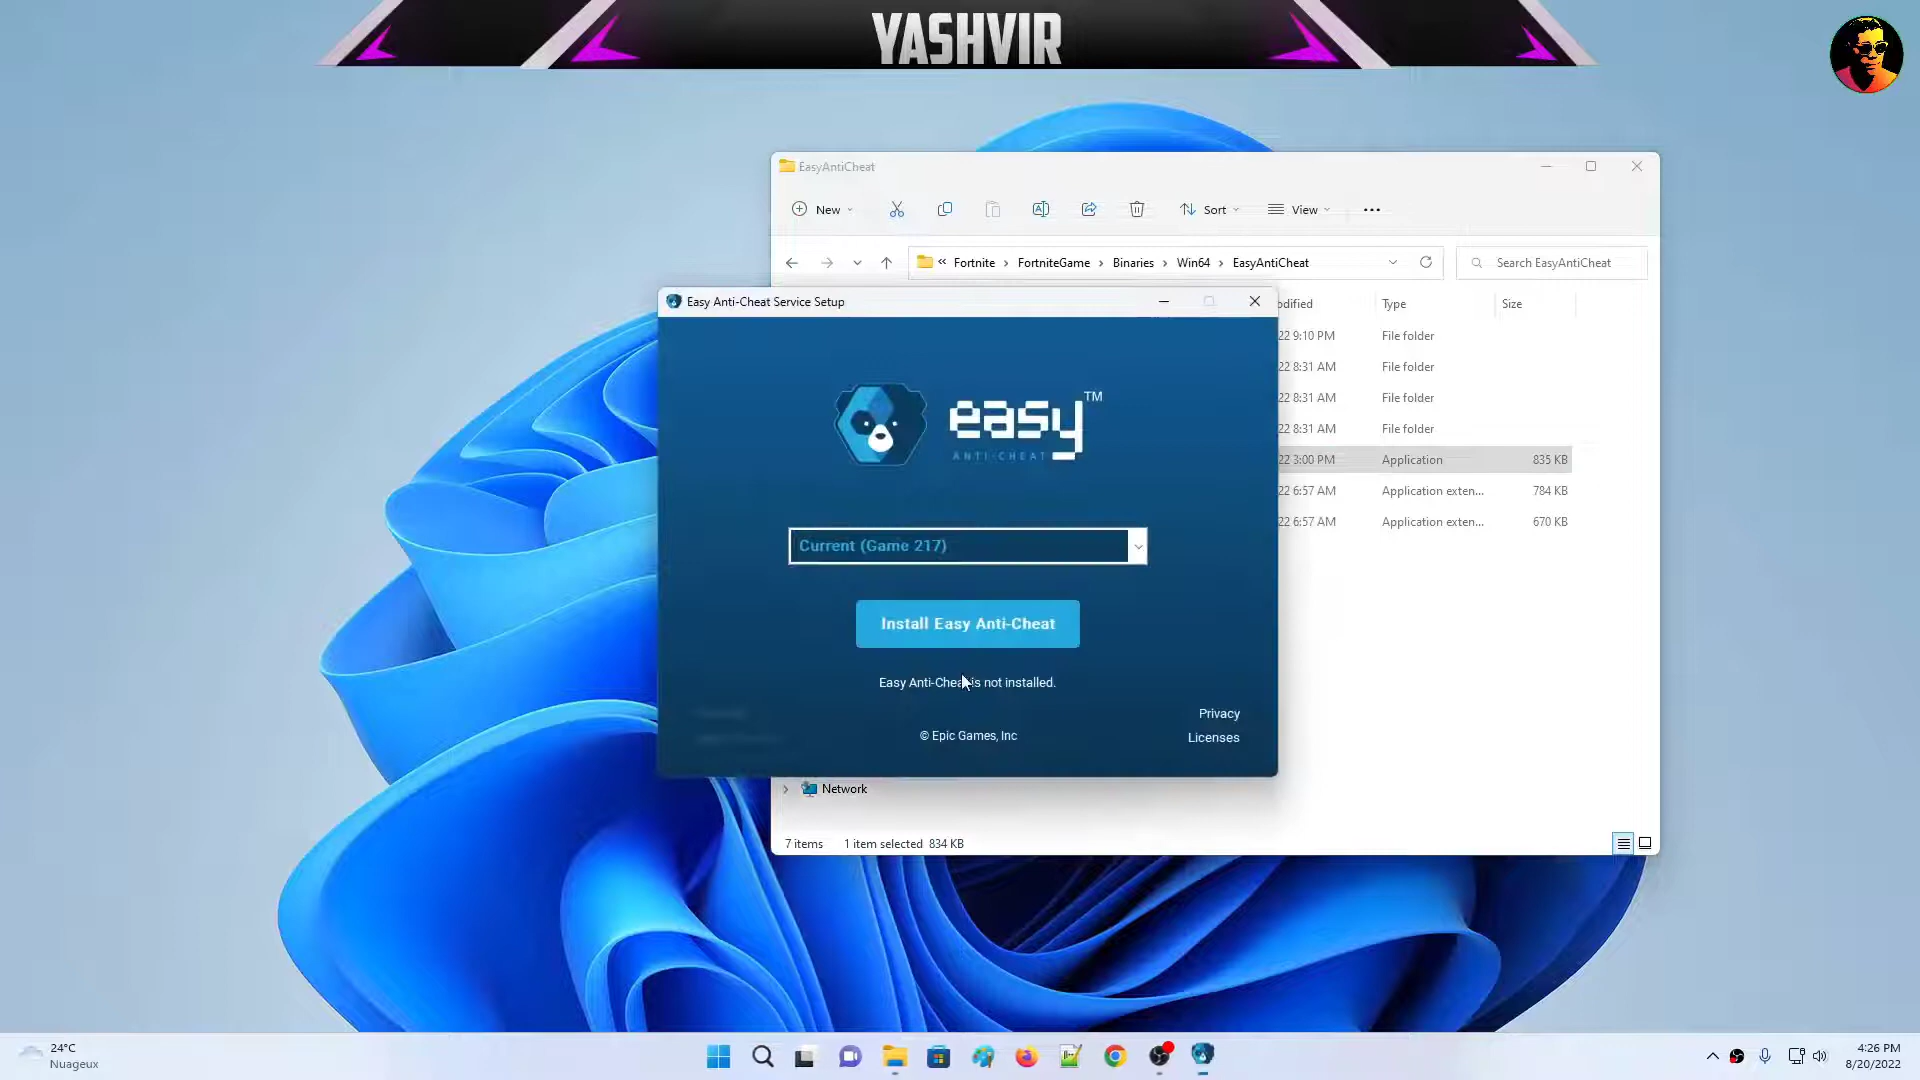 YASHVIR
EasyAntiCheat
New
Sort
View
Fortnite
FortniteGame
Binaries
Win64
EasyAntiCheat
Search EasyAntiCheat
Type
Size
Easy Anti-Cheat Service Setup
22 9:10 PM File folder
22 8:31 AM File folder
22 8:31 AM File folder
22 8:31 AM File folder
22 3:00 PM Application 835 KB
22 6:57 AM Application exten... 784 KB
22 6:57 AM Application exten... 670 KB
easy™
ANTI-CHEAT
Current (Game 217)
Install Easy Anti-Cheat
Easy is not installed.
Privacy
© Epic Games, Inc
Licenses
Network
7 items 1 item selected 834 KB
24°C
Nuageux
4:26 PM
8/20/2022